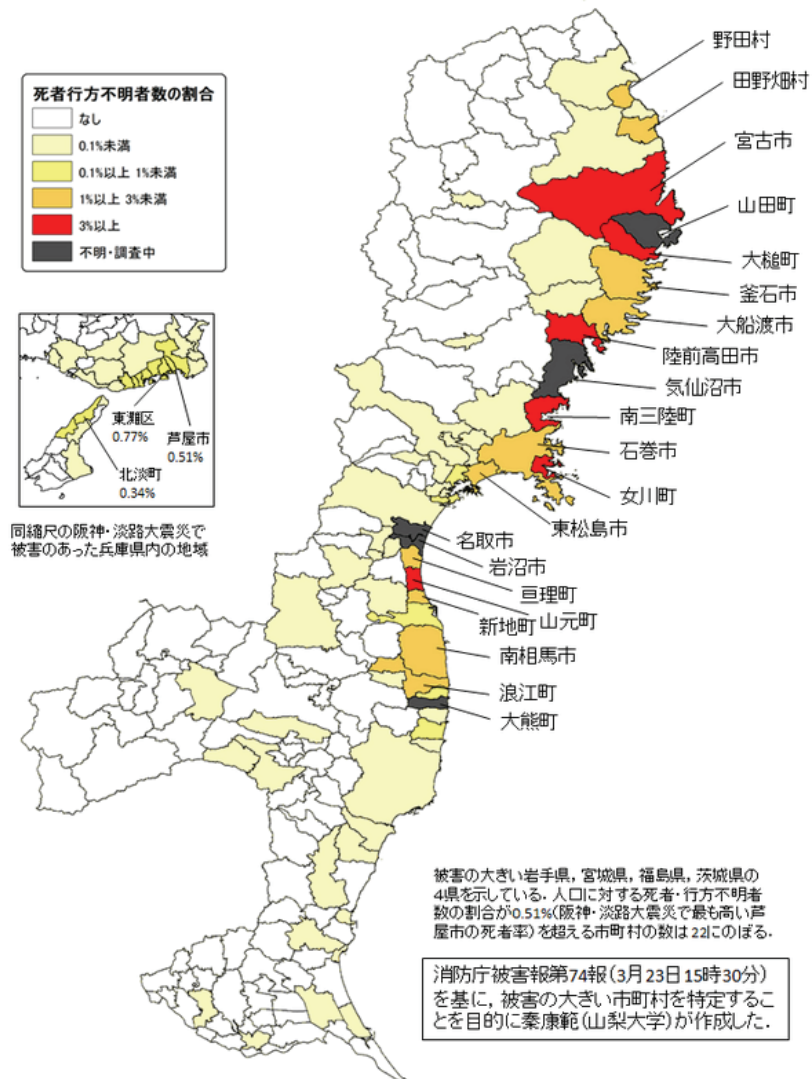 野田村
田野畑村
宮古市
山田町
大槌町
釜石市
大船渡市
陸前高田市
気仙沼市
南三陸町
石巻市
女川町
東松島市
名取市
岩沼市
亘理町
山元町
新地町
南相馬市
浪江町
大熊町
死者行方不明者数の割合
なし
0.1%未満
0.1%以上 1%未満
1%以上 3%未満
3%以上
不明・調査中
東灘区
0.77%
芦屋市
0.51%
北淡町
0.34%
同縮尺の阪神・淡路大震災で
被害のあった兵庫県内の地域
被害の大きい岩手県，宮城県，福島県，茨城県の
4県を示している．人口に対する死者・行方不明者
数の割合が0.51%(阪神・淡路大震災で最も高い芦
屋市の死者率)を超える市町村の数は22にのぼる．
消防庁被害報第74報(3月23日15時30分)
を基に，被害の大きい市町村を特定するこ
とを目的に秦康範(山梨大学)が作成した．